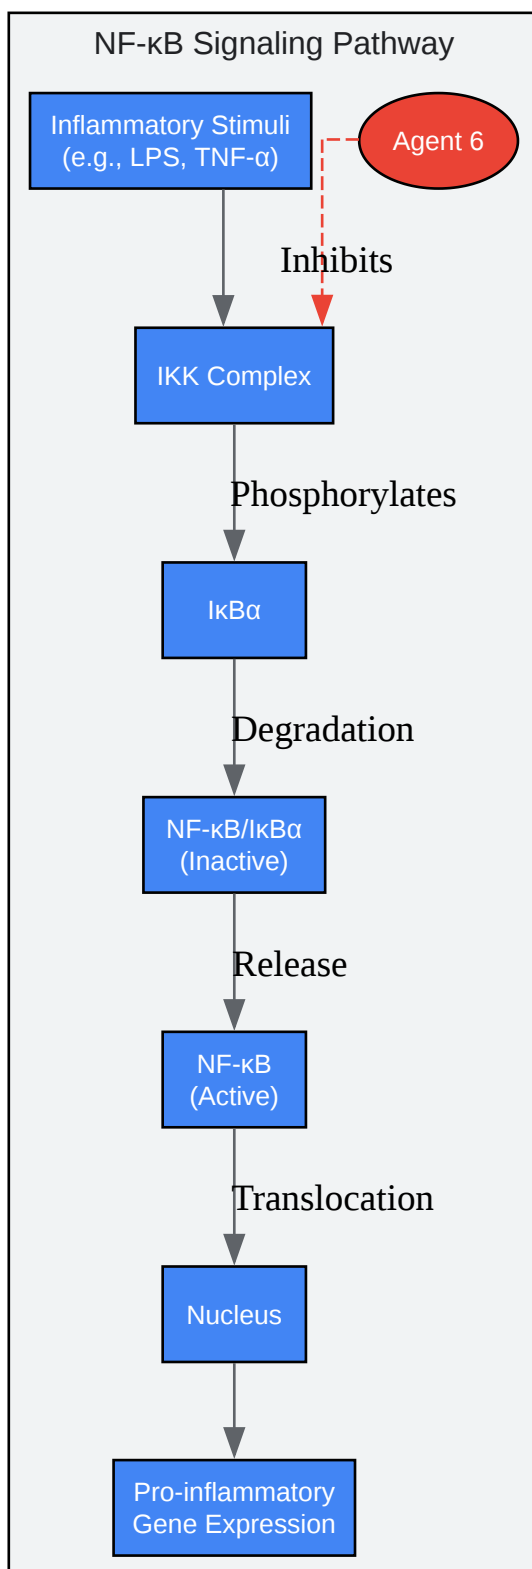 NF-κB Signaling Pathway
Inflammatory Stimuli
(e.g., LPS, TNF-α)
Agent 6
Inhibits
IKK Complex
Phosphorylates
IκBα
Degradation
NF-κB/IκBα
(Inactive)
Release
NF-κB
(Active)
Translocation
Nucleus
Pro-inflammatory
Gene Expression